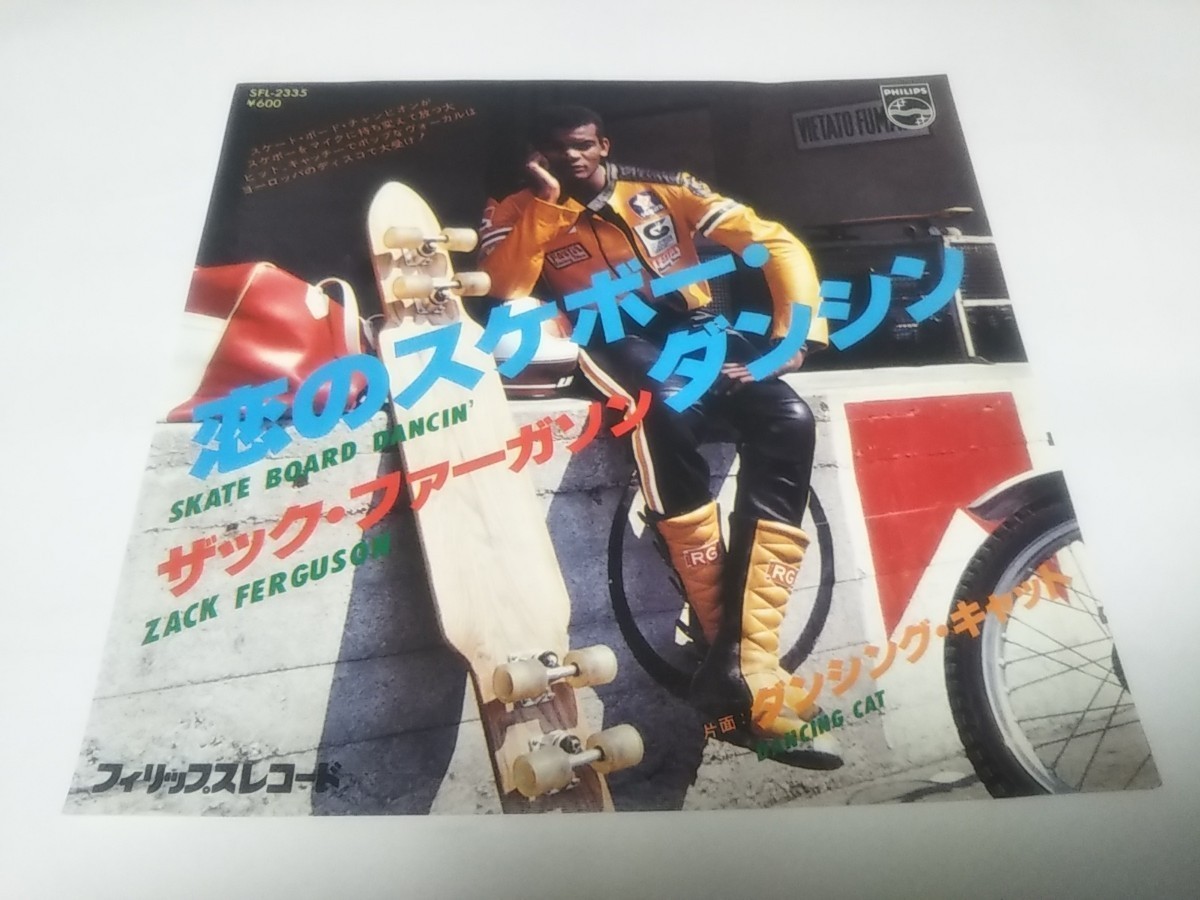 SFL-2335
¥600
スケート・ボード・チャンピオンが
スケボーをマイクに持ち変えて放つ大
ヒット・キャッチーでポップなヴォーカルは
ヨーロッパのディスコで大受け!
PHILIPS
VIETATO FUMA
恋のスケボー・
ダンシン
SKATE BOARD DANCIN'
ザック・ファーガソン
ZACK FERGUSON
RG
RG
片面:ダンシング・キャット
DANCING CAT
フィリップスレコード